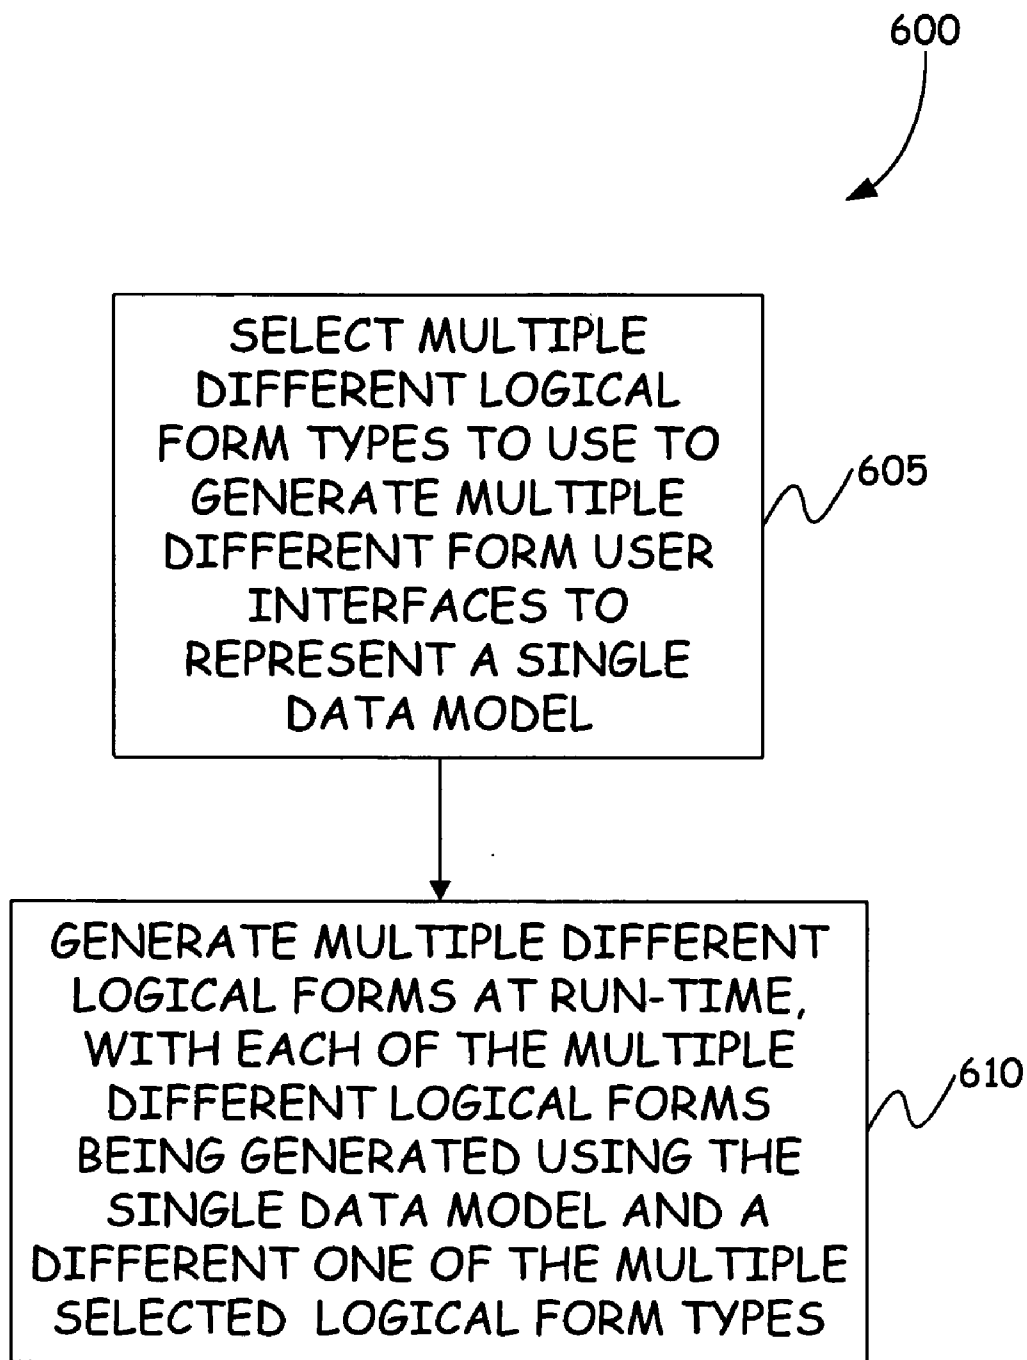 600
SELECT MULTIPLE
DIFFERENT LOGICAL
FORM TYPES TO USE TO
GENERATE MULTIPLE
DIFFERENT FORM USER
INTERFACES TO
REPRESENT A SINGLE
DATA MODEL
605
GENERATE MULTIPLE DIFFERENT
LOGICAL FORMS AT RUN-TIME,
WITH EACH OF THE MULTIPLE
DIFFERENT LOGICAL FORMS
BEING GENERATED USING THE
SINGLE DATA MODEL AND A
DIFFERENT ONE OF THE MULTIPLE
SELECTED LOGICAL FORM TYPES
610